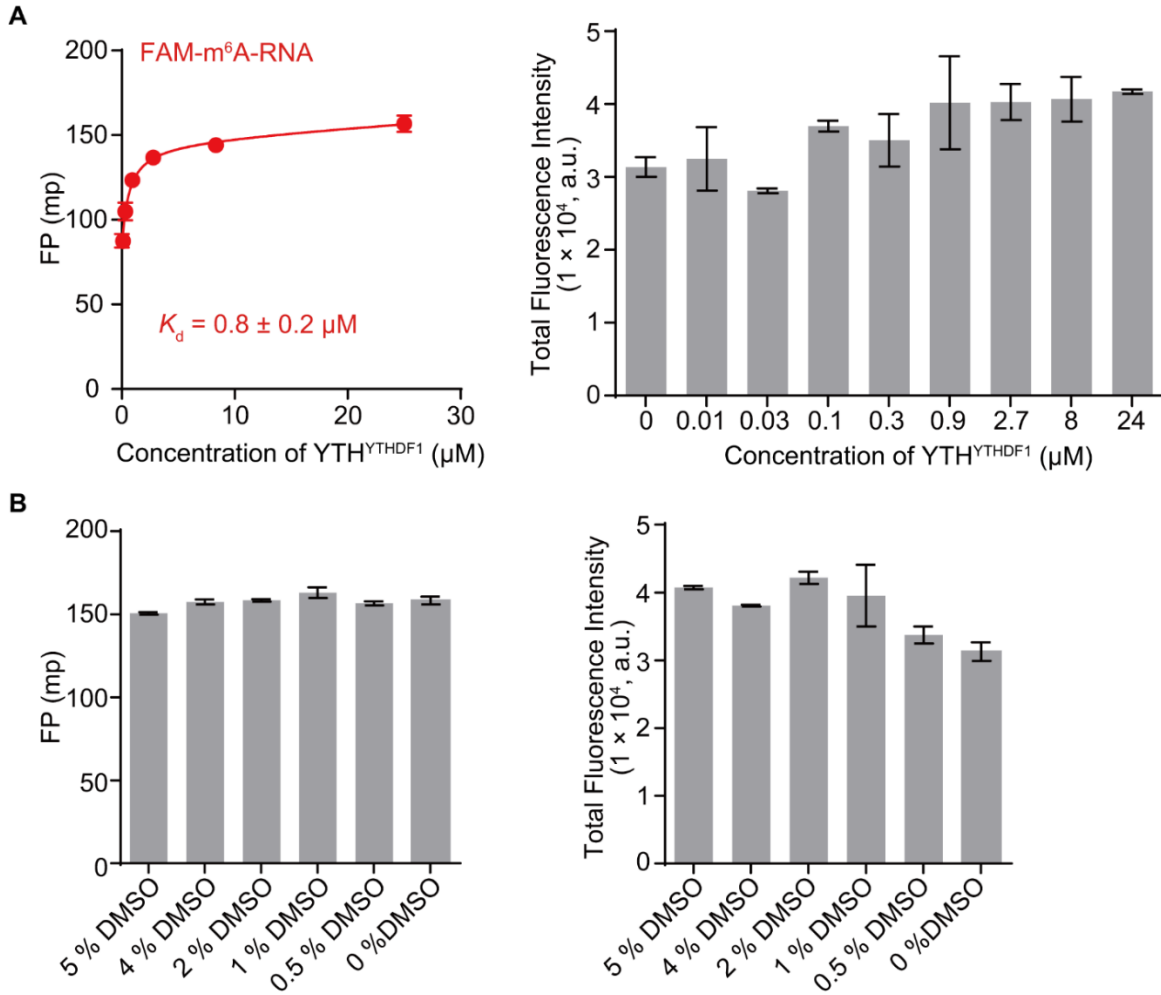 A
FAM-m⁶A-RNA
200
150
100
50
0
FP (mp)
K_d = 0.8 ± 0.2 µM
0 10 20 30
Concentration of YTH^YTHDF1 (µM)
5
4
3
2
1
0
Total Fluorescence Intensity
(1 × 10⁴, a.u.)
0 0.01 0.03 0.1 0.3 0.9 2.7 8 24
Concentration of YTH^YTHDF1 (µM)
B
200
150
100
50
0
FP (mp)
5 % DMSO
4 % DMSO
2 % DMSO
1 % DMSO
0.5 % DMSO
0 %DMSO
5
4
3
2
1
0
Total Fluorescence Intensity
(1 × 10⁴, a.u.)
5 % DMSO
4 % DMSO
2 % DMSO
1 % DMSO
0.5 % DMSO
0 %DMSO